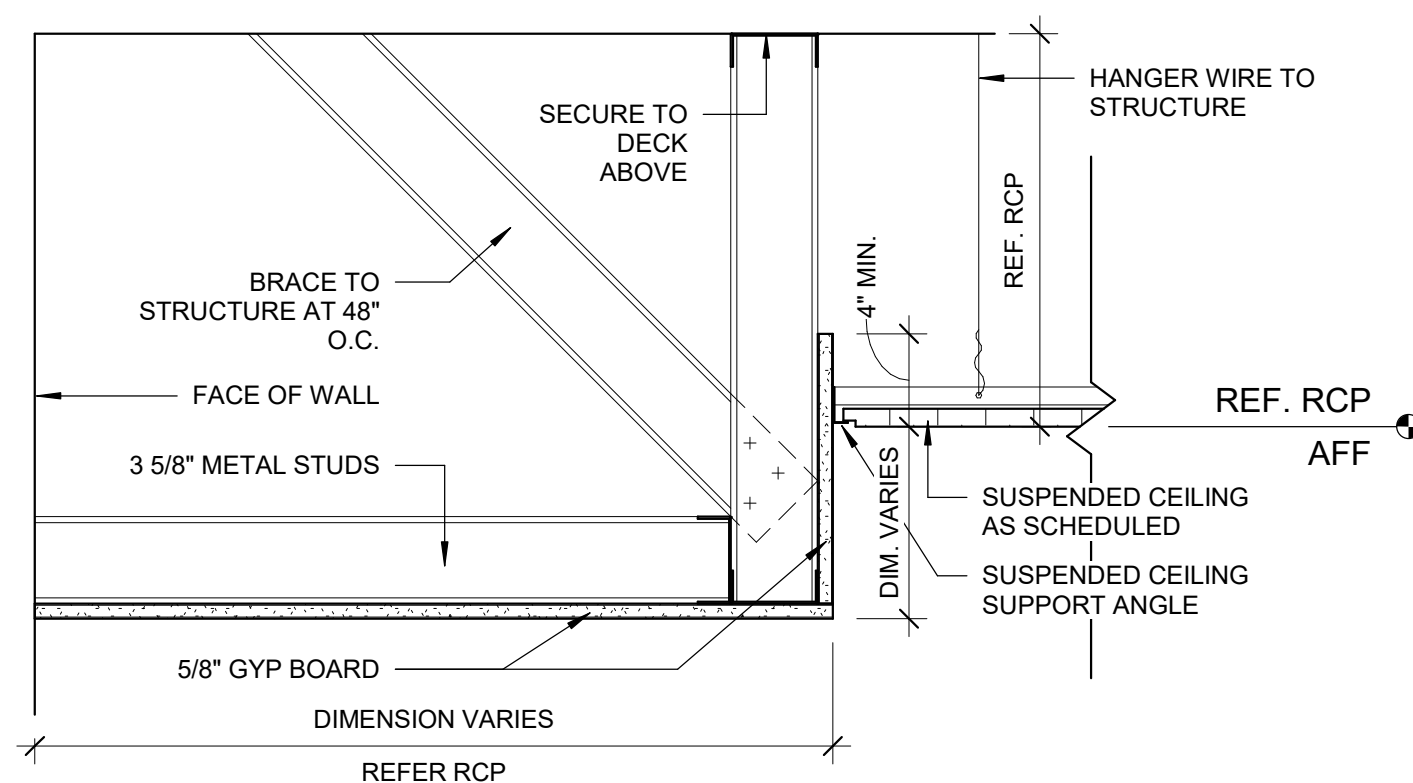 SECURE TO
DECK
ABOVE
HANGER WIRE TO
STRUCTURE
REF. RCP
4" MIN.
BRACE TO
STRUCTURE AT 48"
O.C.
FACE OF WALL
REF. RCP
AFF
3 5/8" METAL STUDS
DIM. VARIES
SUSPENDED CEILING
AS SCHEDULED
SUSPENDED CEILING
SUPPORT ANGLE
5/8" GYP BOARD
DIMENSION VARIES
REFER RCP